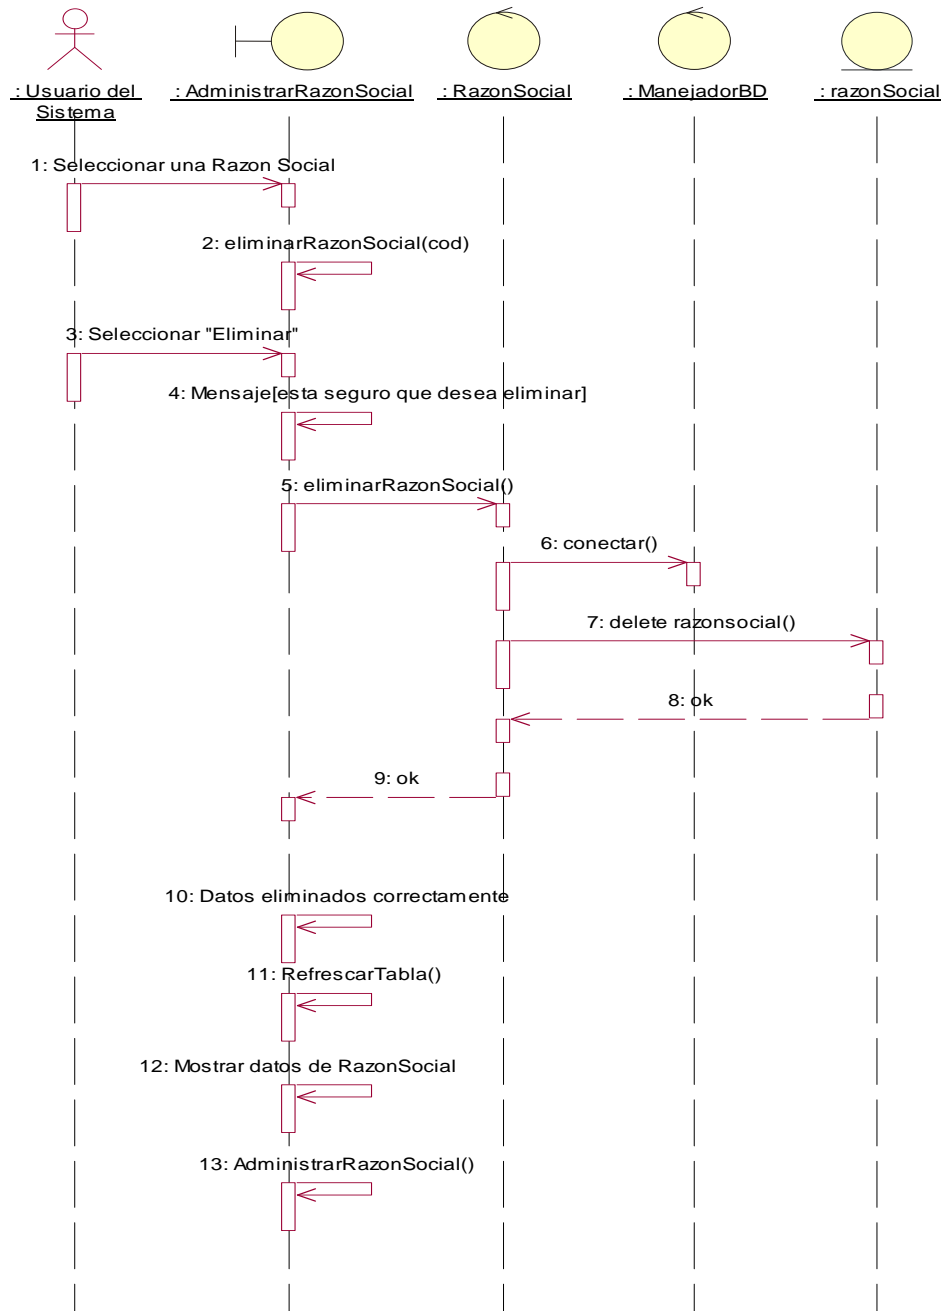 : Usuario del
Sistema
: AdministrarRazonSocial
: RazonSocial
: ManejadorBD
: razonSocial
1: Seleccionar una Razon Social
2: eliminarRazonSocial(cod)
3: Seleccionar "Eliminar"
4: Mensaje[esta seguro que desea eliminar]
5: eliminarRazonSocial()
6: conectar()
7: delete razonsocial()
8: ok
9: ok
10: Datos eliminados correctamente
11: RefrescarTabla()
12: Mostrar datos de RazonSocial
13: AdministrarRazonSocial()